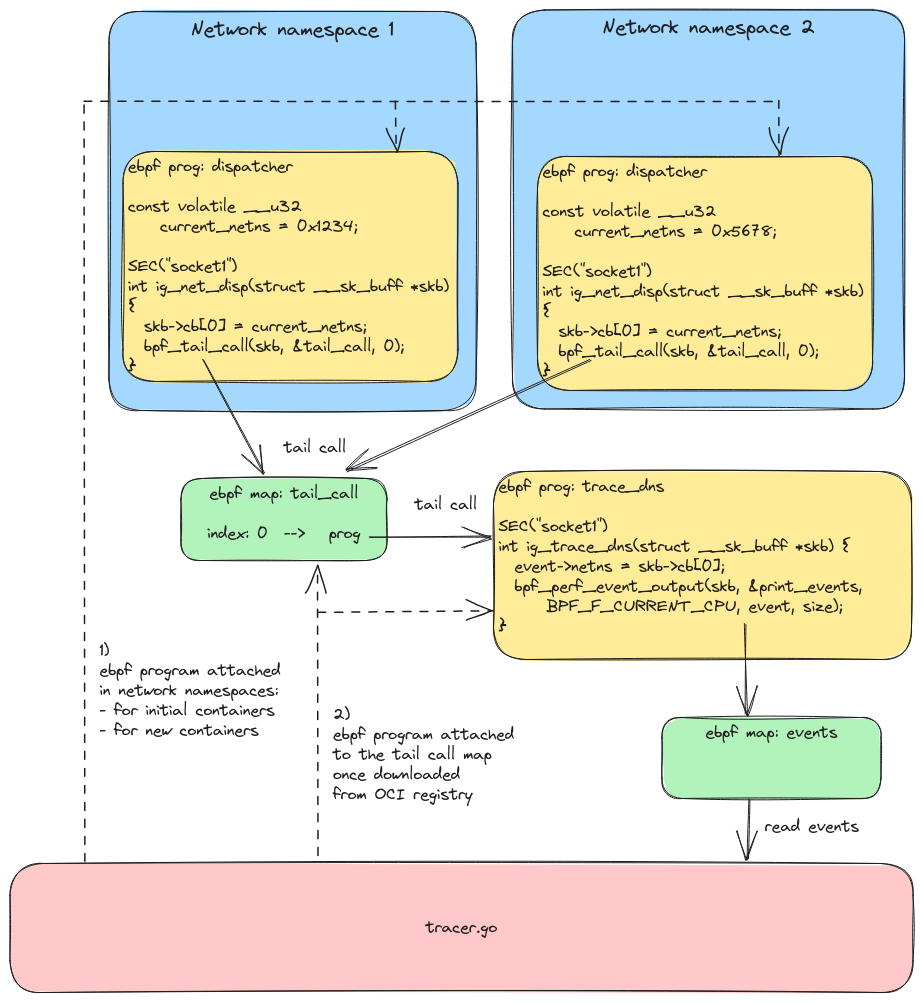 Network namespace 1
ebpf prog: dispatcher
const volatile __u32
current_netns = 0x1234;
SEC("socket1")
int ig_net_disp(struct __sk_buff *skb)
{
skb->cb[0] = current_netns;
bpf_tail_call(skb, &tail_call, 0);
}
Network namespace 2
ebpf prog: dispatcher
const volatile __u32
current_netns = 0x5678;
SEC("socket1")
int ig_net_disp(struct __sk_buff *skb)
{
skb->cb[0] = current_netns;
bpf_tail_call(skb, &tail_call, 0);
}
tail call
ebpf map: tail_call
index: 0 --> prog
tail call
ebpf prog: trace_dns
SEC("socket1")
int ig_trace_dns(struct __sk_buff *skb) {
event->netns = skb->cb[0];
bpf_perf_event_output(skb, &print_events,
BPF_F_CURRENT_CPU, event, size);
}
1)
ebpf program attached
in network namespaces:
- for initial containers
- for new containers
2)
ebpf program attached
to the tail call map
once downloaded
from OCI registry
ebpf map: events
read events
tracer.go